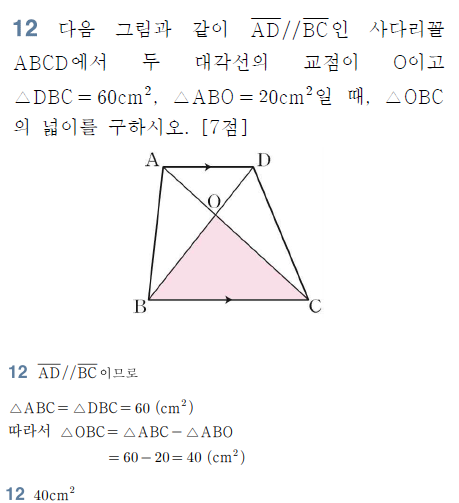 12 다음 그림과 같이 AD//BC인 사다리꼴
ABCD에서 두 대각선의 교점이 O이고
△DBC=60cm², △ABO=20cm²일 때, △OBC
의 넓이를 구하시오. [7점]
A D
O
B C
12 AD//BC이므로
△ABC=△DBC=60 (cm²)
따라서 △OBC=△ABC-△ABO
=60-20=40 (cm²)
12 40cm²